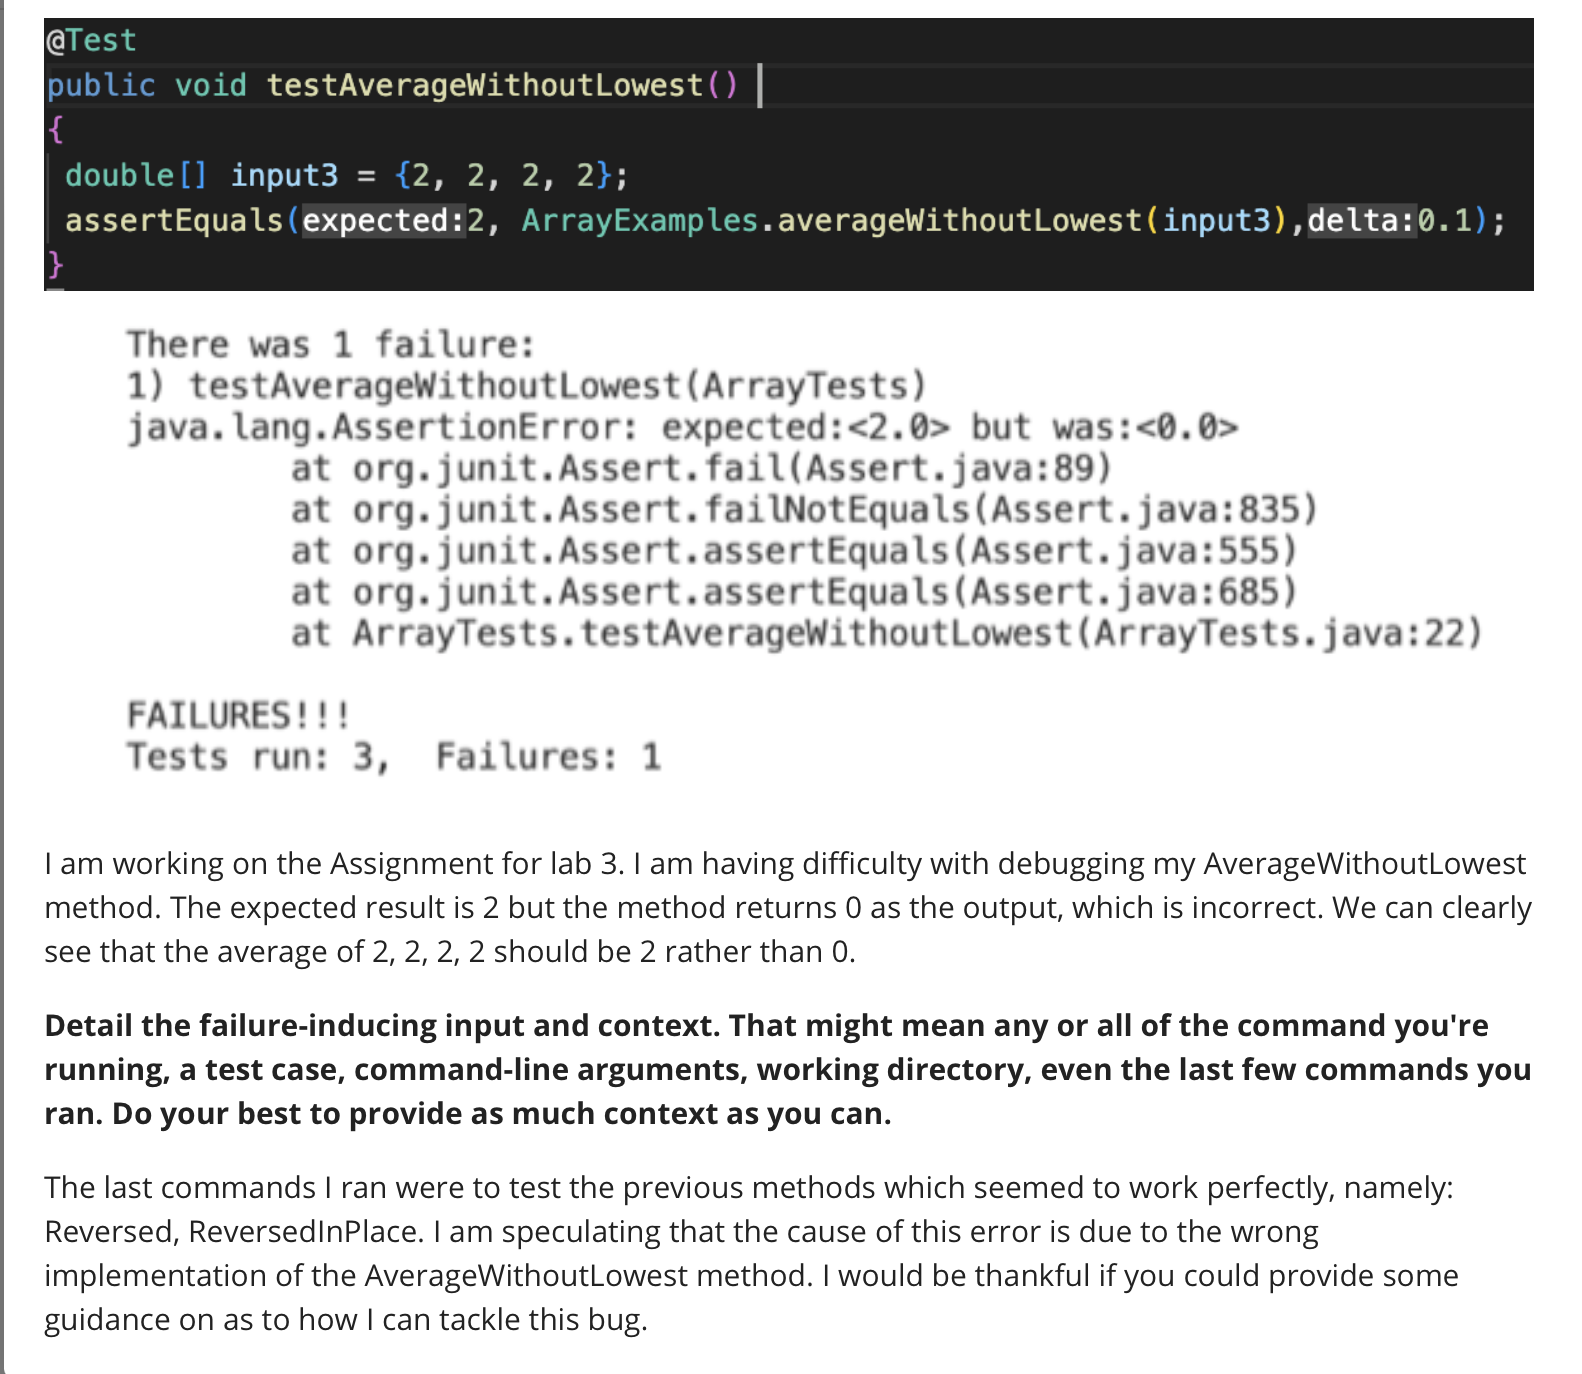 @Test
public void testAverageWithoutLowest()
{
double[] input3 = {2, 2, 2, 2};
assertEquals(expected:2, ArrayExamples.averageWithoutLowest(input3),delta:0.1);
}
There was 1 failure:
1) testAverageWithoutLowest(ArrayTests)
java.lang.AssertionError: expected:<2.0> but was:<0.0>
at org.junit.Assert.fail(Assert.java:89)
at org.junit.Assert.failNotEquals(Assert.java:835)
at org.junit.Assert.assertEquals(Assert.java:555)
at org.junit.Assert.assertEquals(Assert.java:685)
at ArrayTests.testAverageWithoutLowest(ArrayTests.java:22)
FAILURES!!!
Tests run: 3,  Failures: 1
I am working on the Assignment for lab 3. I am having difficulty with debugging my AverageWithoutLowest
method. The expected result is 2 but the method returns 0 as the output, which is incorrect. We can clearly
see that the average of 2, 2, 2, 2 should be 2 rather than 0.
Detail the failure-inducing input and context. That might mean any or all of the command you're
running, a test case, command-line arguments, working directory, even the last few commands you
ran. Do your best to provide as much context as you can.
The last commands I ran were to test the previous methods which seemed to work perfectly, namely:
Reversed, ReversedInPlace. I am speculating that the cause of this error is due to the wrong
implementation of the AverageWithoutLowest method. I would be thankful if you could provide some
guidance on as to how I can tackle this bug.